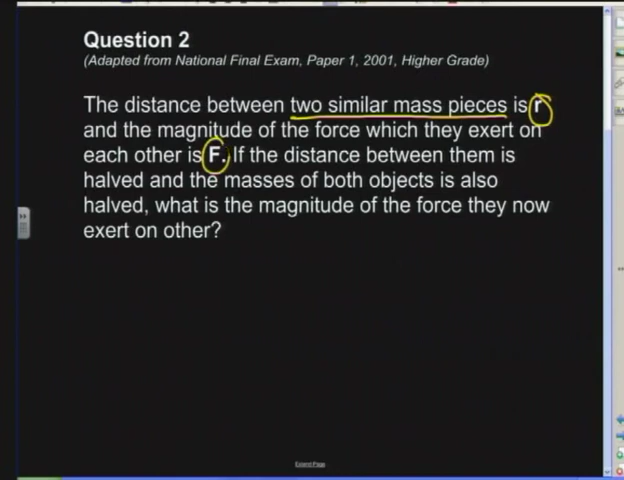 Question 2
(Adapted from National Final Exam, Paper 1, 2001, Higher Grade)
The distance between two similar mass pieces is r
and the magnitude of the force which they exert on
each other is F. If the distance between them is
halved and the masses of both objects is also
halved, what is the magnitude of the force they now
exert on other?
Extend Page